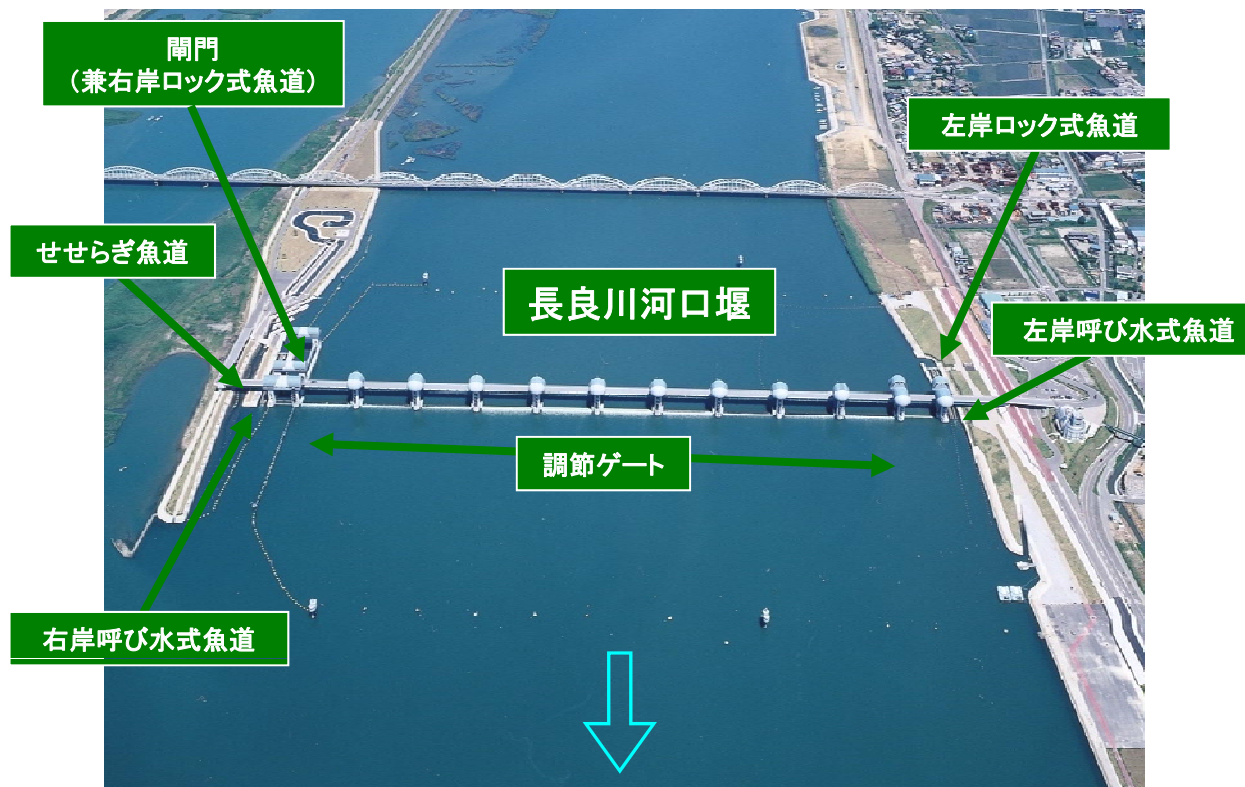 閘門
（兼右岸ロック式魚道）
左岸ロック式魚道
せせらぎ魚道
長良川河口堰
左岸呼び水式魚道
調節ゲート
右岸呼び水式魚道